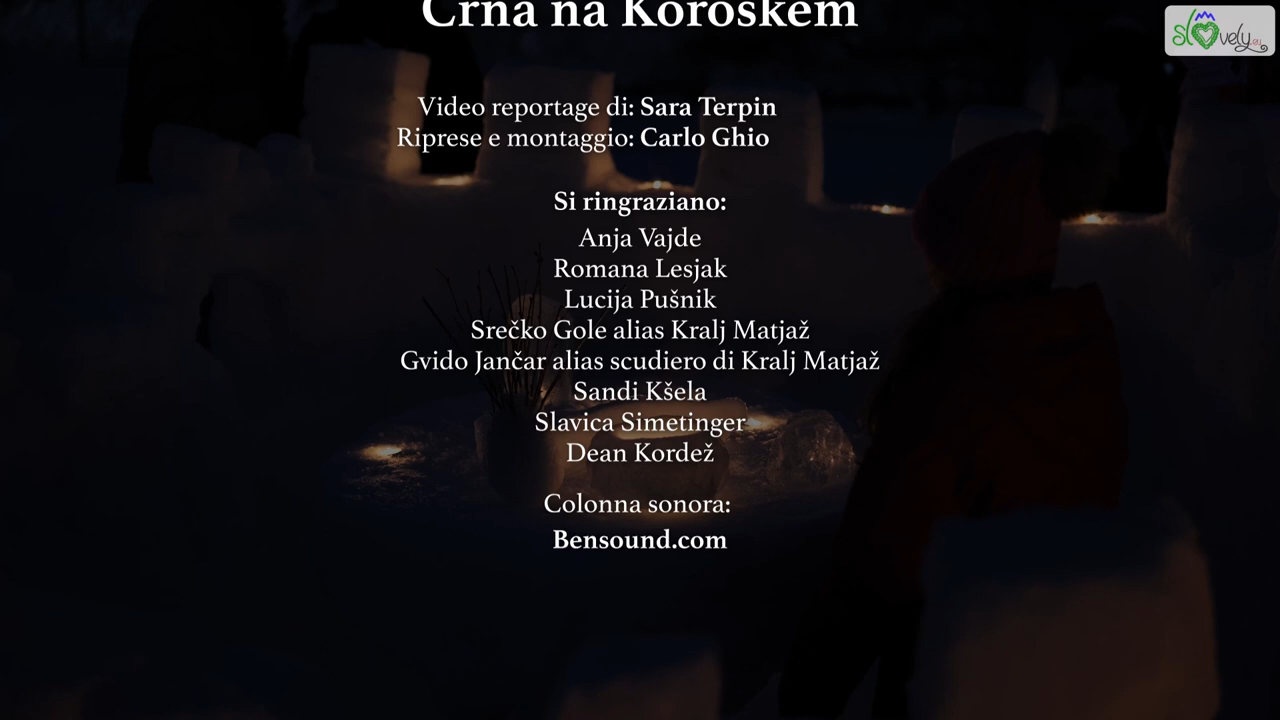 Črna na Koroškem
slovely.eu
Video reportage di: Sara Terpin
Riprese e montaggio: Carlo Ghio
Si ringraziano:
Anja Vajde
Romana Lesjak
Lucija Pušnik
Srečko Gole alias Kralj Matjaž
Gvido Jančar alias scudiero di Kralj Matjaž
Sandi Kšela
Slavica Simetinger
Dean Kordež
Colonna sonora:
Bensound.com